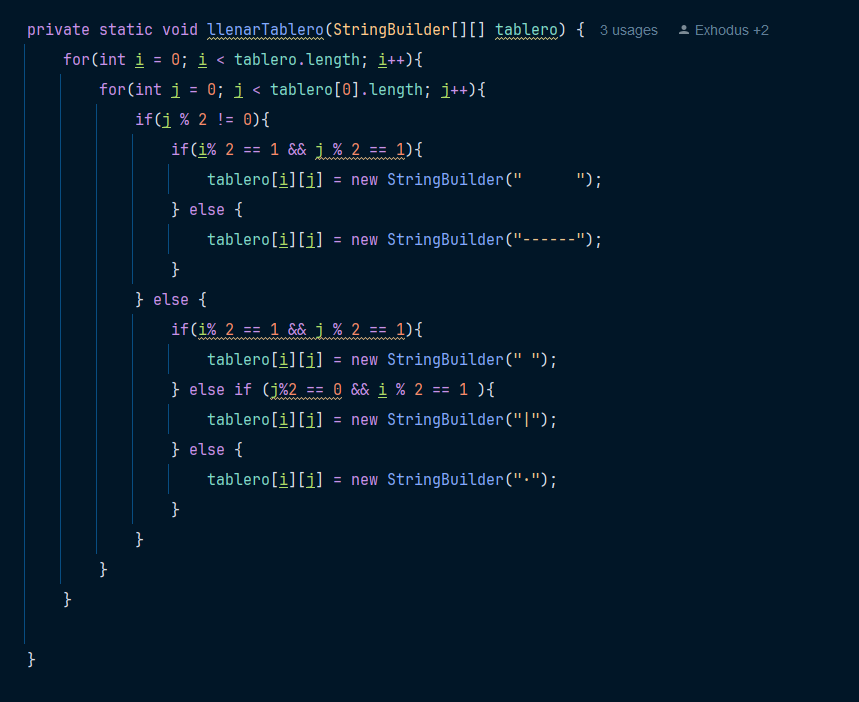 private static void llenarTablero(StringBuilder[][] tablero) {  3 usages  Exhodus +2
    for(int i = 0; i < tablero.length; i++){
        for(int j = 0; j < tablero[0].length; j++){
            if(j % 2 != 0){
                if(i% 2 == 1 && j % 2 == 1){
                    tablero[i][j] = new StringBuilder("      ");
                } else {
                    tablero[i][j] = new StringBuilder("------");
                }
            } else {
                if(i% 2 == 1 && j % 2 == 1){
                    tablero[i][j] = new StringBuilder(" ");
                } else if (j%2 == 0 && i % 2 == 1 ){
                    tablero[i][j] = new StringBuilder("|");
                } else {
                    tablero[i][j] = new StringBuilder("·");
                }
            }
        }
    }
}